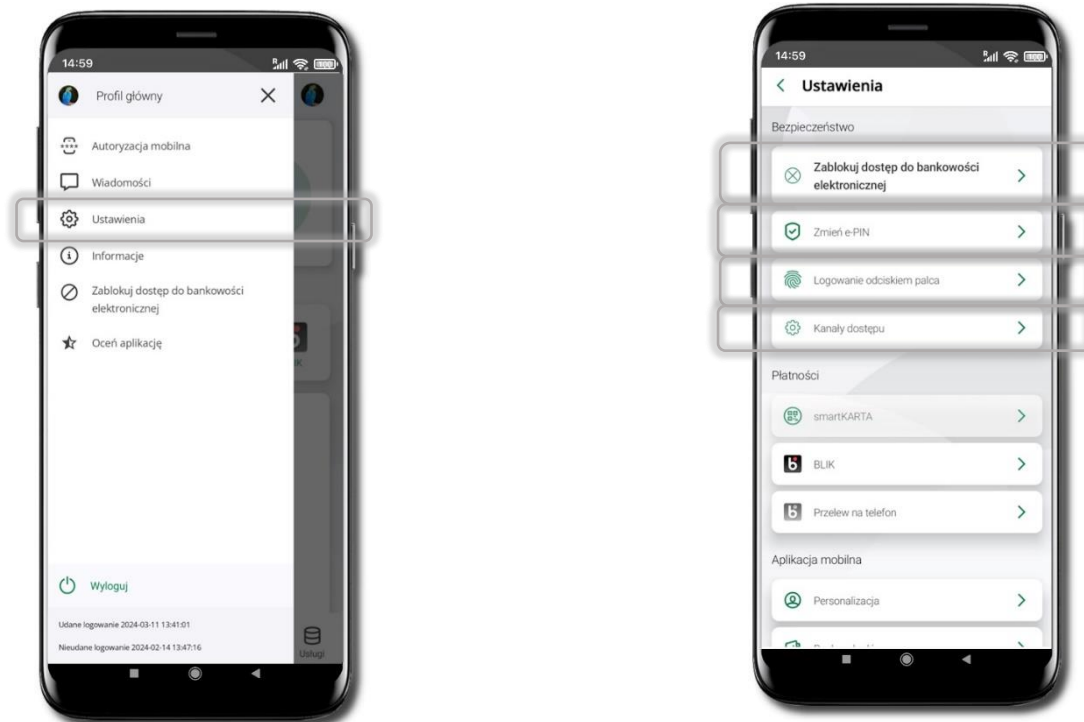 14:59
Profil główny
Autoryzacja mobilna
Wiadomości
Ustawienia
Informacje
Zablokuj dostęp do bankowości
elektronicznej
Oceń aplikację
Wyloguj
Udane logowanie 2024-03-11 13:41:01
Nieudane logowanie 2024-02-14 13:47:16
Usługi
14:59
Ustawienia
Bezpieczeństwo
Zablokuj dostęp do bankowości
elektronicznej
Zmień e-PIN
Logowanie odciskiem palca
Kanały dostępu
Płatności
smartKARTA
BLIK
Przelew na telefon
Aplikacja mobilna
Personalizacja